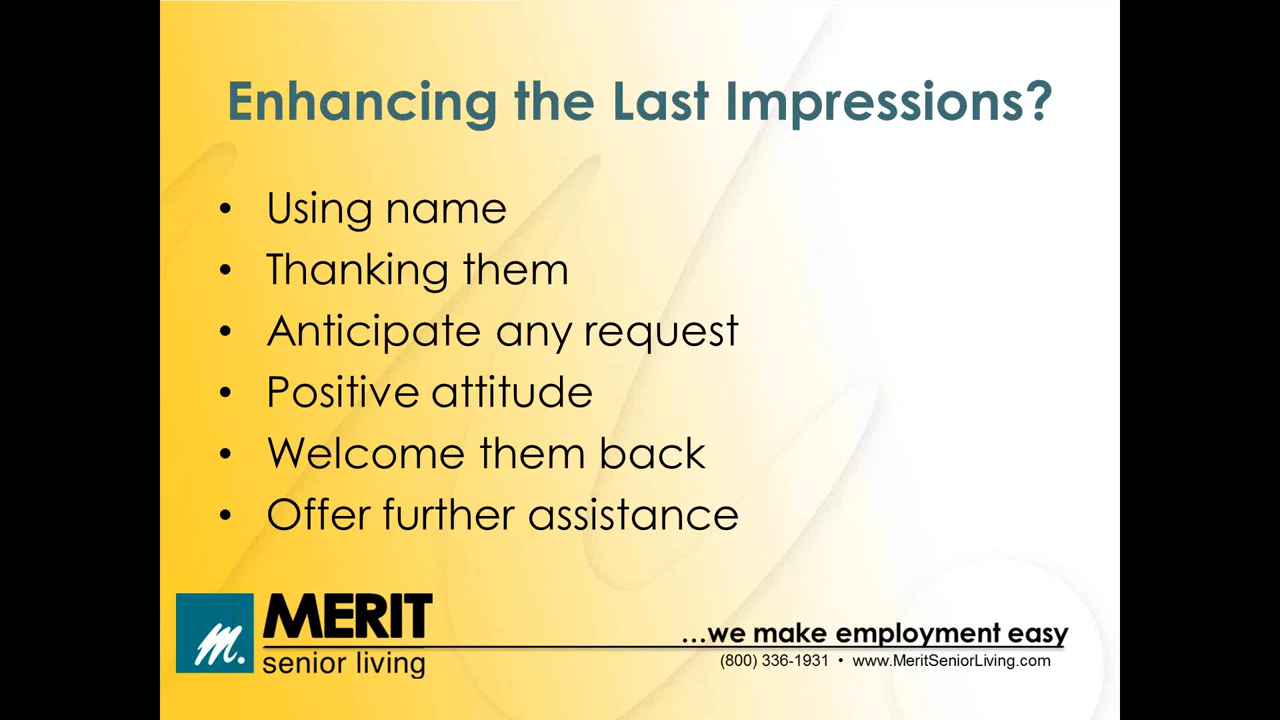 Enhancing the Last Impressions?
• Using name
• Thanking them
• Anticipate any request
• Positive attitude
• Welcome them back
• Offer further assistance
m.
MERIT
senior living
...we make employment easy
(800) 336-1931 • www.MeritSeniorLiving.com